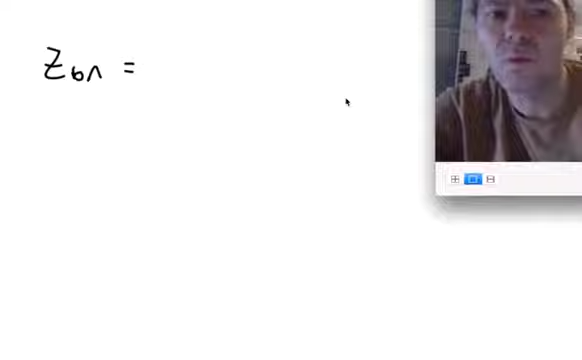 Z₆ₙ =